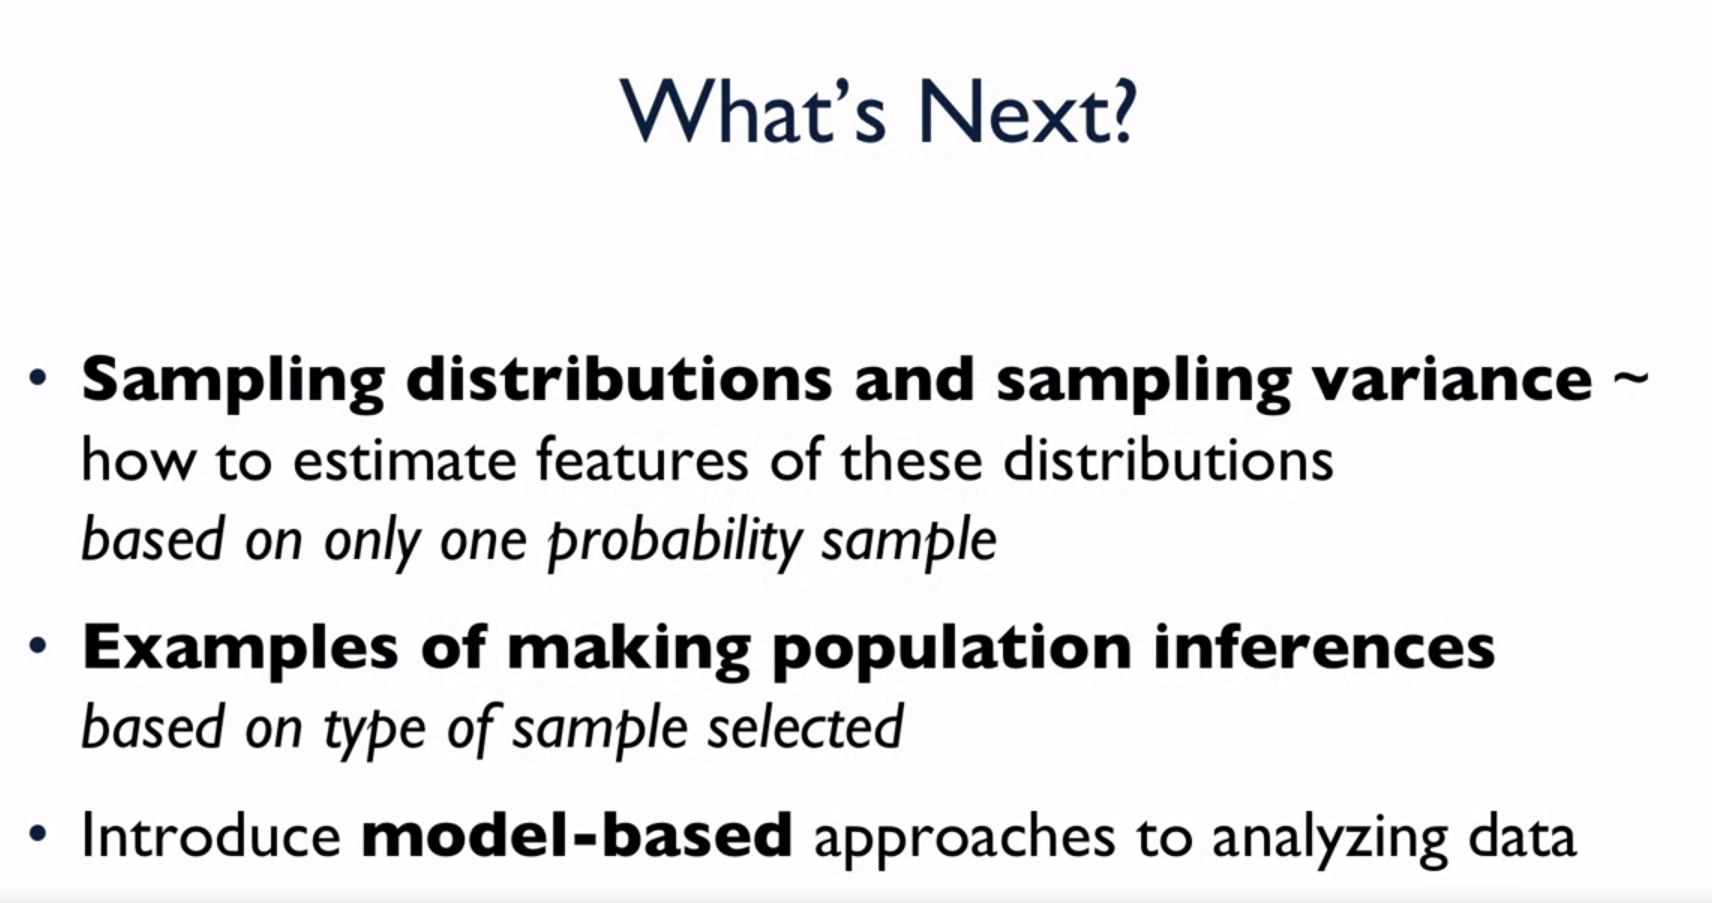 What’s Next?
• Sampling distributions and sampling variance ~
how to estimate features of these distributions
based on only one probability sample
• Examples of making population inferences
based on type of sample selected
• Introduce model-based approaches to analyzing data